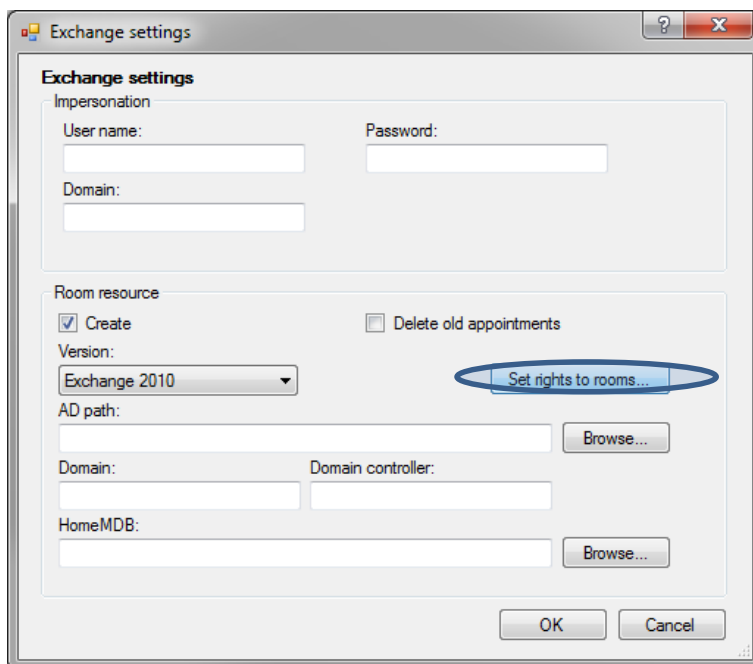 Exchange settings
?
Exchange settings
Impersonation
User name: Password:
Domain:
Room resource
Create Delete old appointments
Version:
Exchange 2010 Set rights to rooms...
AD path:
Browse...
Domain: Domain controller:
HomeMDB:
Browse...
OK Cancel